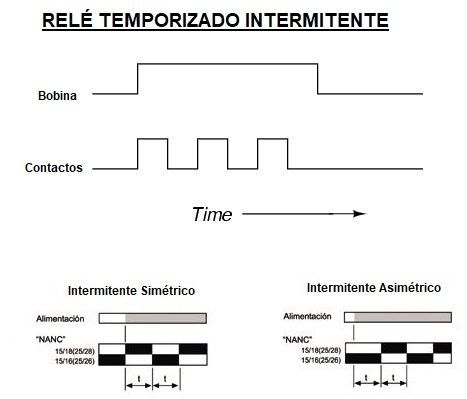 RELÉ TEMPORIZADO INTERMITENTE
Bobina
Contactos
Time
Intermitente Simétrico
Alimentación
"NANC"
15/18(25/28)
15/16(25/26)
t t
Intermitente Asimétrico
Alimentación
"NANC"
15/18(25/28)
15/16(25/26)
t t